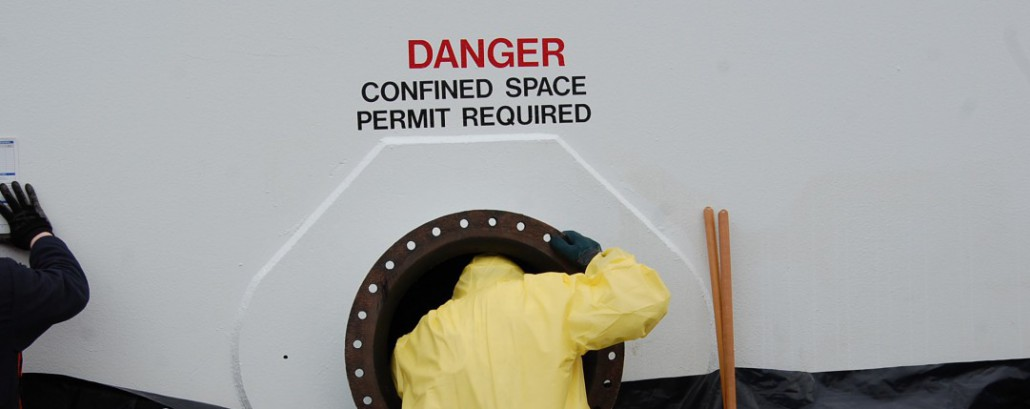 DANGER
CONFINED SPACE
PERMIT REQUIRED